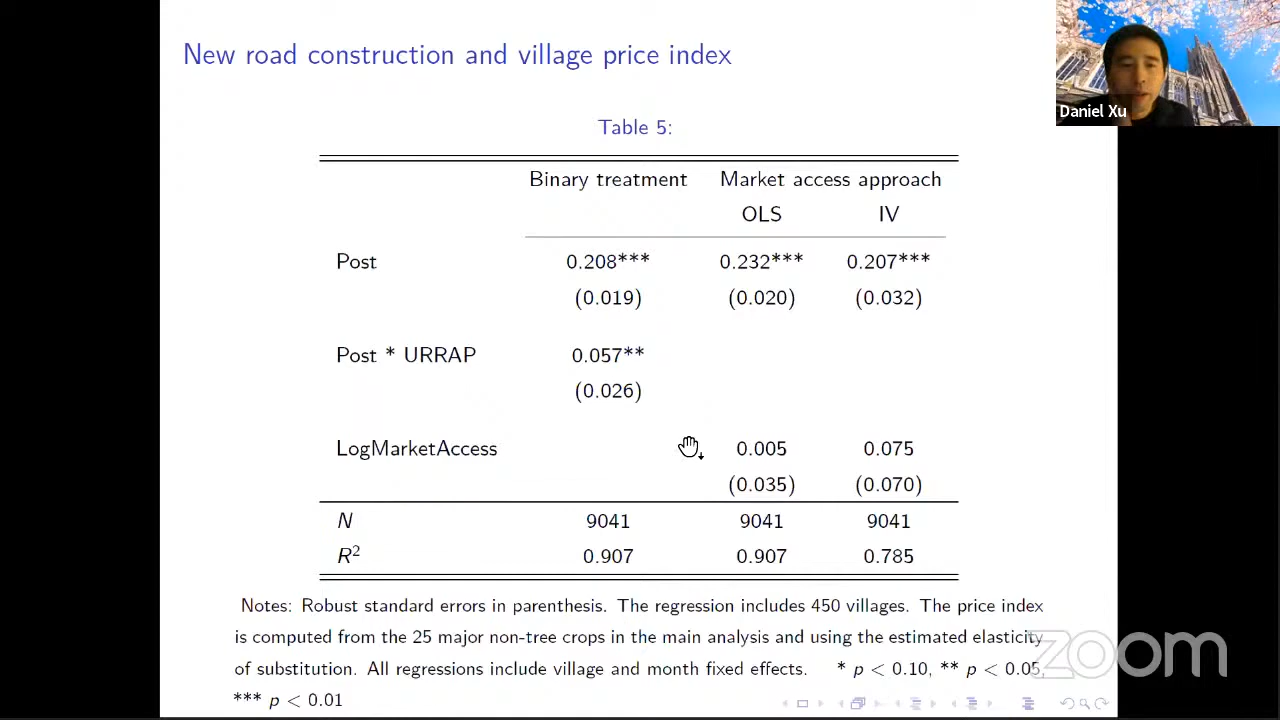 New road construction and village price index
Daniel Xu
Table 5:
Binary treatment Market access approach
OLS IV
Post 0.208*** 0.232*** 0.207***
(0.019) (0.020) (0.032)
Post * URRAP 0.057**
(0.026)
LogMarketAccess 0.005 0.075
(0.035) (0.070)
N 9041 9041 9041
R² 0.907 0.907 0.785
Notes: Robust standard errors in parenthesis. The regression includes 450 villages. The price index
is computed from the 25 major non-tree crops in the main analysis and using the estimated elasticity
of substitution. All regressions include village and month fixed effects. * p < 0.10, ** p < 0.05,
*** p < 0.01
zoom